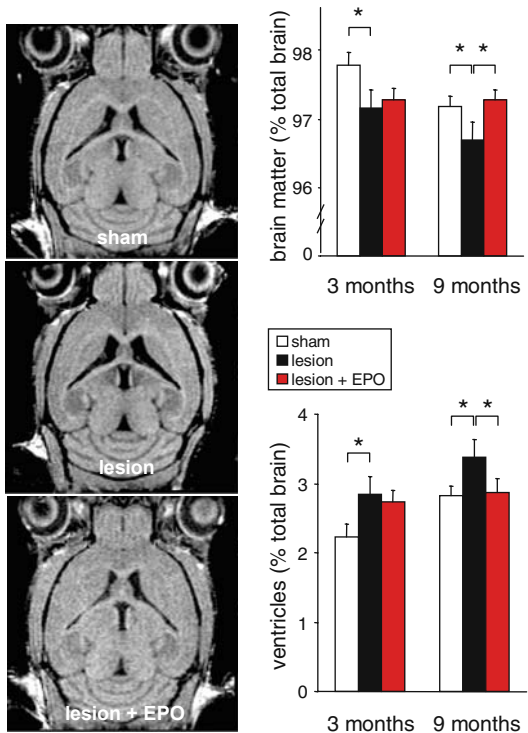 sham
lesion
lesion + EPO
brain matter (% total brain)
98
97
96
0
* * *
3 months 9 months
sham
lesion
lesion + EPO
ventricles (% total brain)
4
3
2
1
0
* * *
3 months 9 months